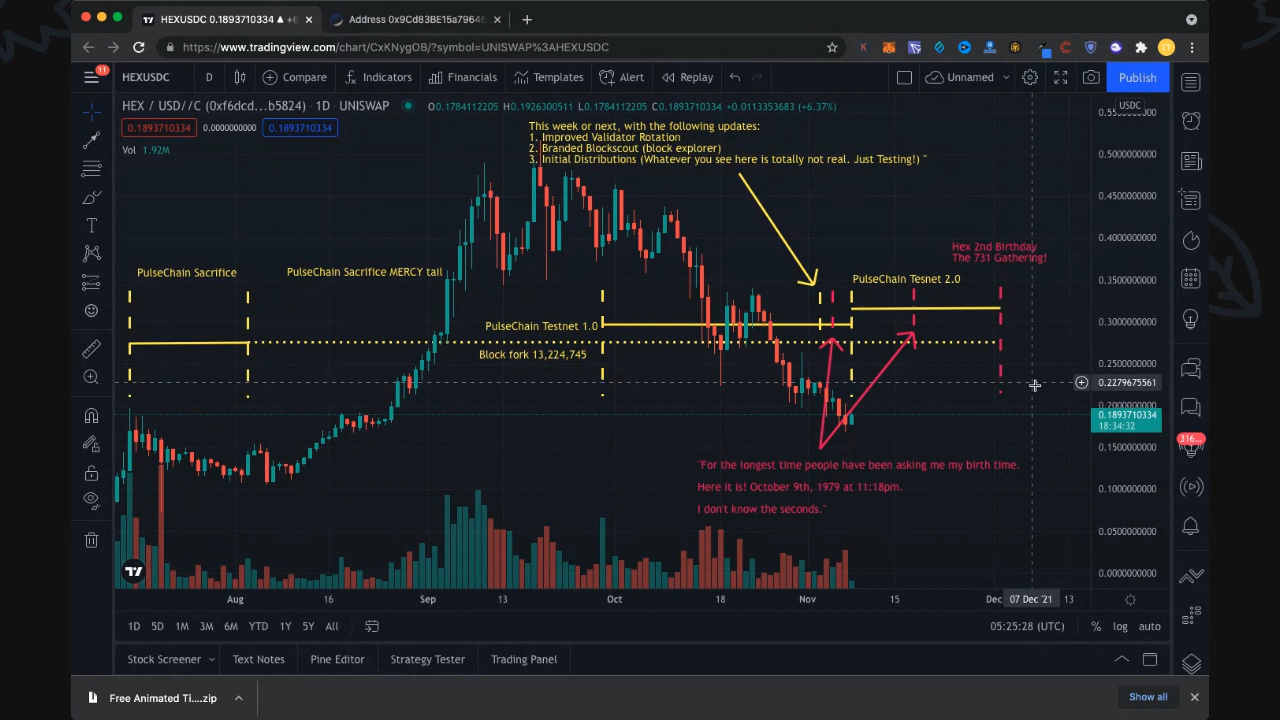 HEXUSDC 0.1893710334 ▲ +6
Address 0x9Cd83BE15a79646
https://www.tradingview.com/chart/CxKNygOB/?symbol=UNISWAP%3AHEXUSDC
11
HEXUSDC
D
Compare
Indicators
Financials
Templates
Alert
Replay
Unnamed
Publish
HEX / USD//C (0xf6dcd...b5824) · 1D · UNISWAP
O0.1784112205 H0.1926300511 L0.1784112205 C0.1893710334 +0.0113353683 (+6.37%)
0.1893710334 0.0000000000 0.1893710334
Vol 1.92M
USDC
This week or next, with the following updates:
1. Improved Validator Rotation
2. Branded Blockscout (block explorer)
3. Initial Distributions (Whatever you see here is totally not real. Just Testing!) "
PulseChain Sacrifice
PulseChain Sacrifice MERCY tail
PulseChain Testnet 1.0
Block fork 13,224,745
Hex 2nd Birthday
The 731 Gathering!
PulseChain Tesnet 2.0
"For the longest time people have been asking me my birth time.
Here it is! October 9th, 1979 at 11:18pm.
I don't know the seconds."
0.5000000000
0.4500000000
0.4000000000
0.3500000000
0.3000000000
0.2500000000
0.2279675561
0.2000000000
0.1893710334
18:34:32
0.1500000000
0.1000000000
0.0500000000
0.0000000000
316...
Aug 16 Sep 13 Oct 18 Nov 15 Dec 07 Dec '21 13
1D 5D 1M 3M 6M YTD 1Y 5Y All
05:25:28 (UTC)
% log auto
Stock Screener
Text Notes
Pine Editor
Strategy Tester
Trading Panel
Free Animated Ti....zip
Show all